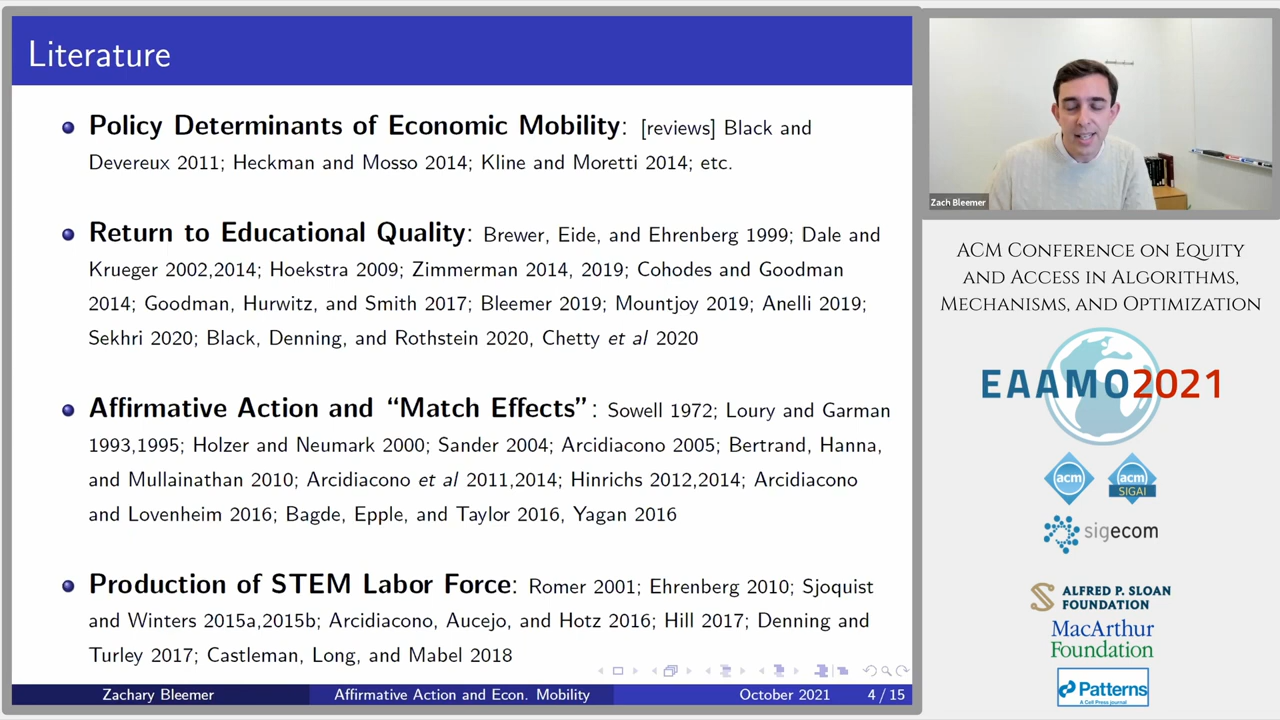 Literature
Policy Determinants of Economic Mobility: [reviews] Black and
Devereux 2011; Heckman and Mosso 2014; Kline and Moretti 2014; etc.
Return to Educational Quality: Brewer, Eide, and Ehrenberg 1999; Dale and
Krueger 2002,2014; Hoekstra 2009; Zimmerman 2014, 2019; Cohodes and Goodman
2014; Goodman, Hurwitz, and Smith 2017; Bleemer 2019; Mountjoy 2019; Anelli 2019;
Sekhri 2020; Black, Denning, and Rothstein 2020, Chetty et al 2020
Affirmative Action and “Match Effects”: Sowell 1972; Loury and Garman
1993,1995; Holzer and Neumark 2000; Sander 2004; Arcidiacono 2005; Bertrand, Hanna,
and Mullainathan 2010; Arcidiacono et al 2011,2014; Hinrichs 2012,2014; Arcidiacono
and Lovenheim 2016; Bagde, Epple, and Taylor 2016, Yagan 2016
Production of STEM Labor Force: Romer 2001; Ehrenberg 2010; Sjoquist
and Winters 2015a,2015b; Arcidiacono, Aucejo, and Hotz 2016; Hill 2017; Denning and
Turley 2017; Castleman, Long, and Mabel 2018
Zachary Bleemer
Affirmative Action and Econ. Mobility
October 2021
4 / 15
Zach Bleemer
ACM Conference on Equity
and Access in Algorithms,
Mechanisms, and Optimization
EAAMO2021
acm
acm
SIGAI
sigecom
ALFRED P. SLOAN
FOUNDATION
MacArthur
Foundation
Patterns
A Cell Press journal